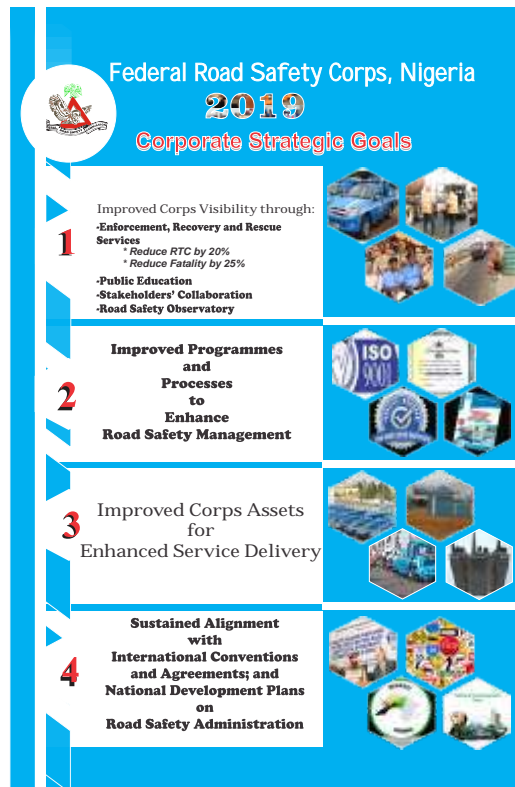 Federal Road Safety Corps, Nigeria
2019
Corporate Strategic Goals
1
Improved Corps Visibility through:
-Enforcement, Recovery and Rescue
Services
* Reduce RTC by 20%
* Reduce Fatality by 25%
-Public Education
-Stakeholders' Collaboration
-Road Safety Observatory
2
Improved Programmes
and
Processes
to
Enhance
Road Safety Management
ISO
9001
3
Improved Corps Assets
for
Enhanced Service Delivery
4
Sustained Alignment
with
International Conventions
and Agreements; and
National Development Plans
on
Road Safety Administration